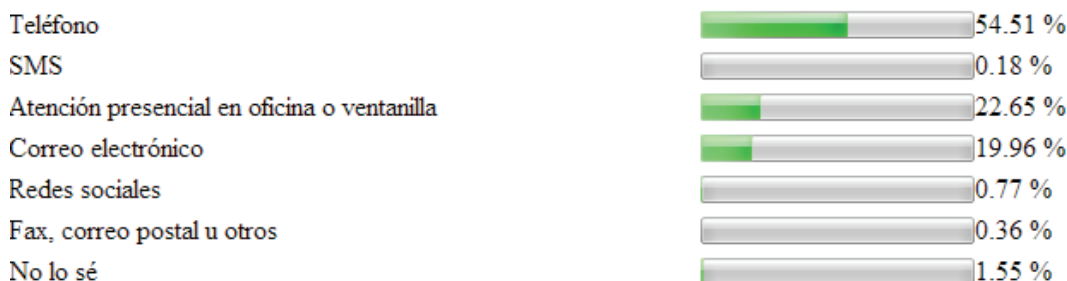 Teléfono 54.51 %
SMS 0.18 %
Atención presencial en oficina o ventanilla 22.65 %
Correo electrónico 19.96 %
Redes sociales 0.77 %
Fax, correo postal u otros 0.36 %
No lo sé 1.55 %